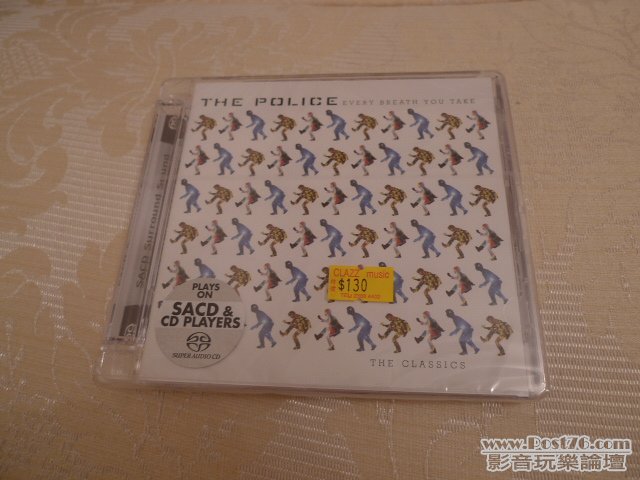 THE POLICE EVERY BREATH YOU TAKE
SACD Surround Sound
CLAZZ music
$130
PLAYS
ON
SACD &
CD PLAYERS
SUPER AUDIO CD
THE CLASSICS
www.Post76.com
影音玩樂論壇